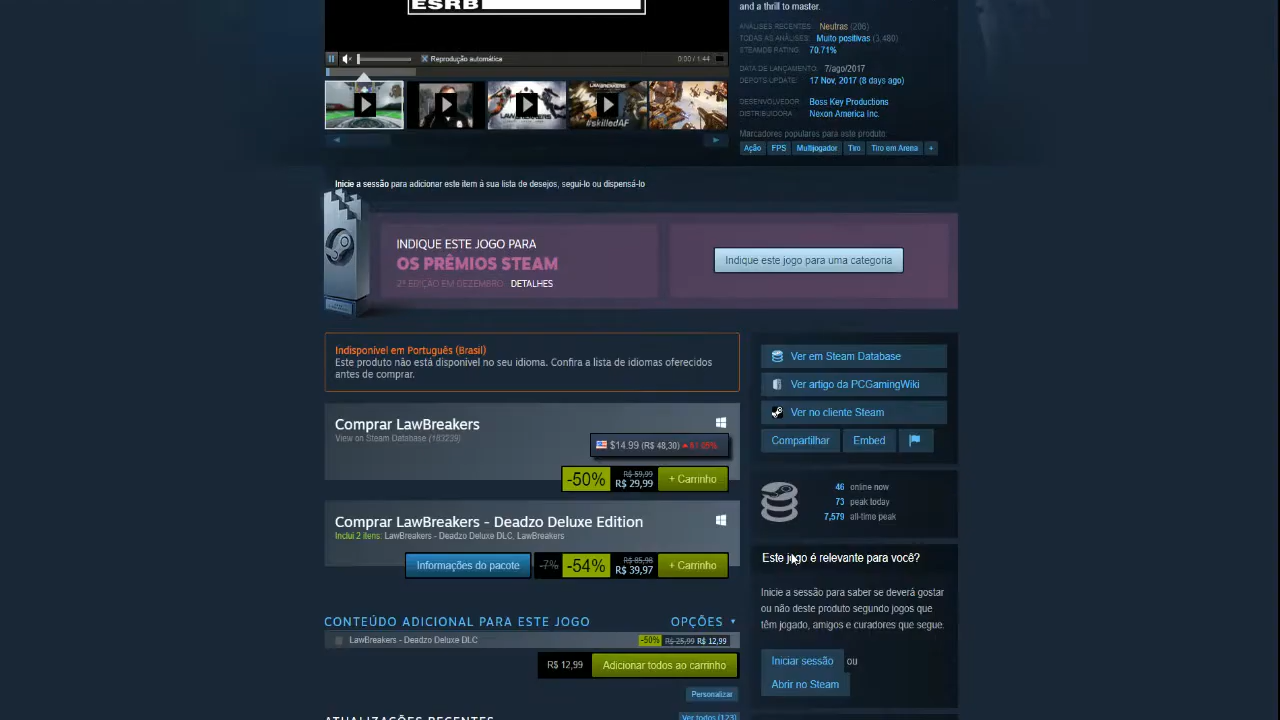 ESRB
and a thrill to master.
ANÁLISES RECENTES: Neutras (286)
TODAS AS ANÁLISES: Muito positivas (3,480)
STEAMDB RATING: 70.71%
DATA DE LANÇAMENTO: 7/ago/2017
DEPOTS UPDATE: 17 Nov, 2017 (8 days ago)
DESENVOLVEDOR: Boss Key Productions
DISTRIBUIDORA: Nexon America Inc.
Marcadores populares para este produto:
Ação FPS Multijogador Tiro Tiro em Arena +
Reprodução automática 0:00 / 1:44
LAWBREAKERS
#skilledAF
Inicie a sessão para adicionar este item à sua lista de desejos, segui-lo ou dispensá-lo
INDIQUE ESTE JOGO PARA
OS PRÊMIOS STEAM
2ª EDIÇÃO EM DEZEMBRO. DETALHES
Indique este jogo para uma categoria
Indisponível em Português (Brasil)
Este produto não está disponível no seu idioma. Confira a lista de idiomas oferecidos
antes de comprar.
Comprar LawBreakers
View on Steam Database (183239)
$14.99 (R$ 48,30)
-50% R$ 59,99 R$ 29,99 + Carrinho
Comprar LawBreakers - Deadzo Deluxe Edition
Inclui 2 itens: LawBreakers - Deadzo Deluxe DLC, LawBreakers
Informações do pacote -7% -54% R$ 85,98 R$ 39,97 + Carrinho
CONTEÚDO ADICIONAL PARA ESTE JOGO OPÇÕES
LawBreakers - Deadzo Deluxe DLC -50% R$ 25,99 R$ 12,99
R$ 12,99 Adicionar todos ao carrinho
Personalizar
ATUALIZAÇÕES RECENTES Ver todos (123)
Ver em Steam Database
Ver artigo da PCGamingWiki
Ver no cliente Steam
Compartilhar Embed
46 online now
73 peak today
7,579 all-time peak
Este jogo é relevante para você?
Inicie a sessão para saber se deverá gostar
ou não deste produto segundo jogos que
têm jogado, amigos e curadores que segue.
Iniciar sessão ou
Abrir no Steam